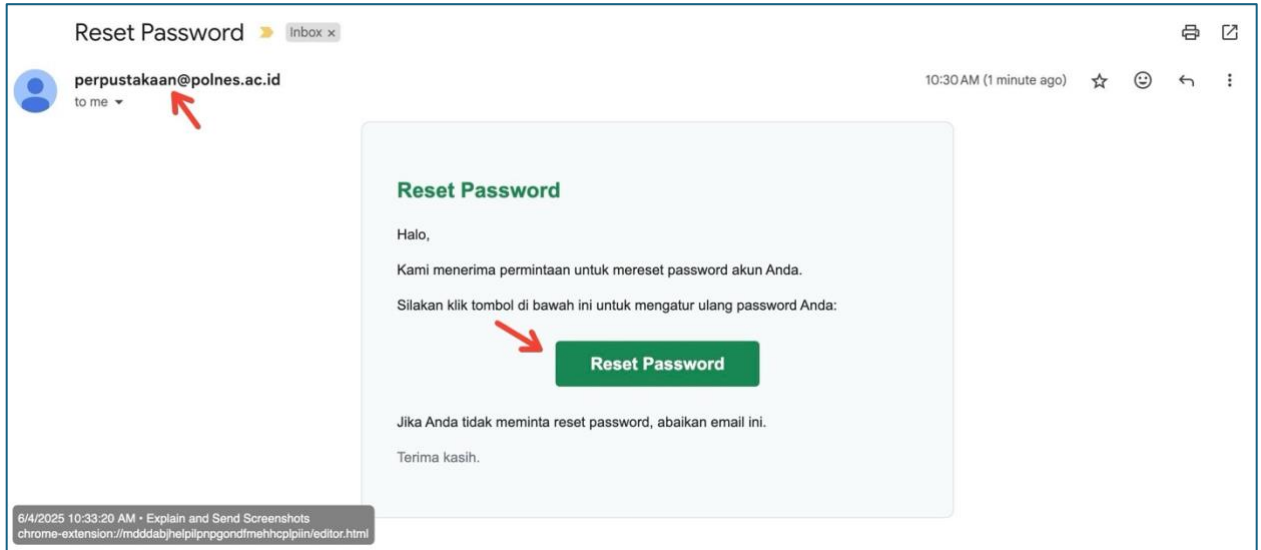 Reset Password
Inbox ×
perpustakaan@polnes.ac.id
10:30 AM (1 minute ago)
to me
Reset Password
Halo,
Kami menerima permintaan untuk mereset password akun Anda.
Silakan klik tombol di bawah ini untuk mengatur ulang password Anda:
Reset Password
Jika Anda tidak meminta reset password, abaikan email ini.
Terima kasih.
6/4/2025 10:33:20 AM • Explain and Send Screenshots
chrome-extension://mdddabjhelpilpnpgondfmehhcplpiin/editor.html